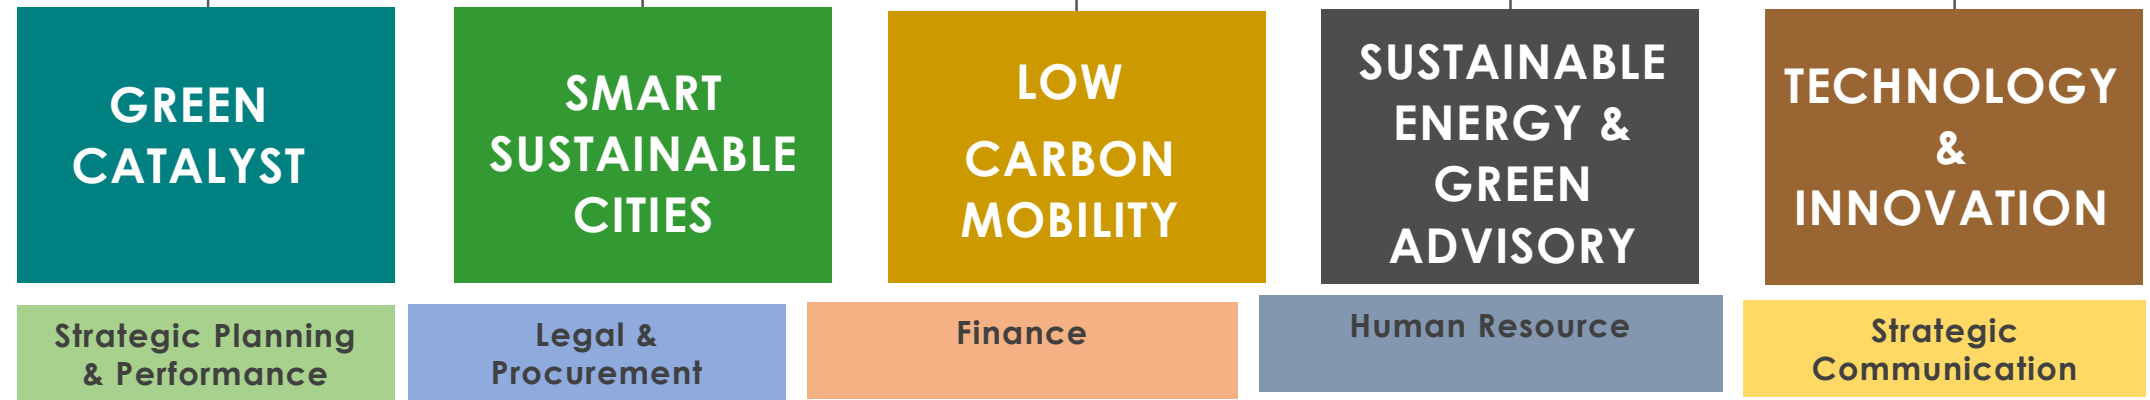 GREEN
CATALYST
SMART
SUSTAINABLE
CITIES
LOW
CARBON
MOBILITY
SUSTAINABLE
ENERGY &
GREEN
ADVISORY
TECHNOLOGY
&
INNOVATION
Strategic Planning
& Performance
Legal &
Procurement
Finance
Human Resource
Strategic
Communication